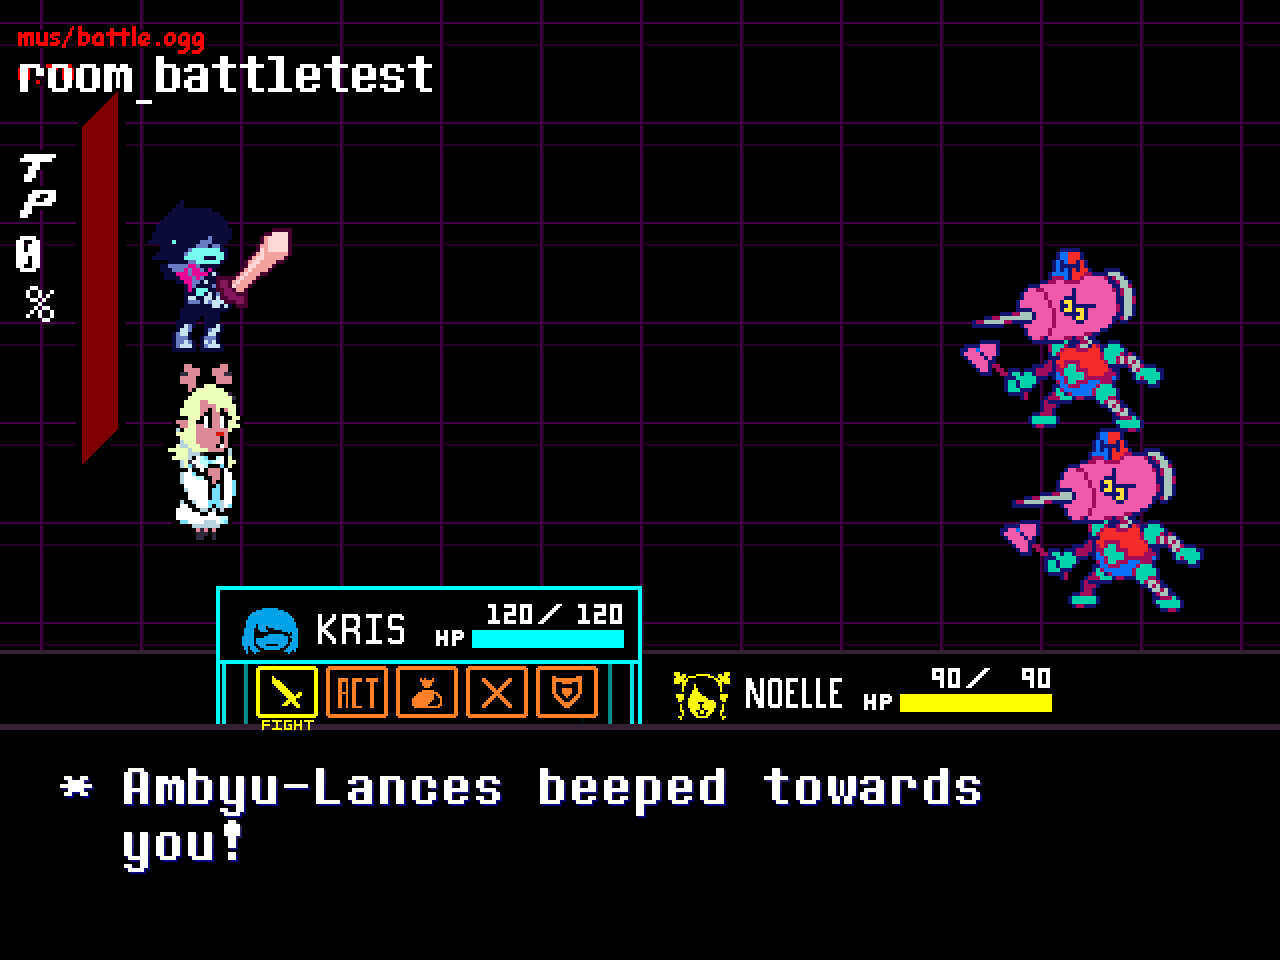 mus/battle.ogg
room_battletest
T
P
0
%
KRIS
HP
120/ 120
ACT
FIGHT
NOELLE
HP
90/ 90
* Ambyu-Lances beeped towards
you!